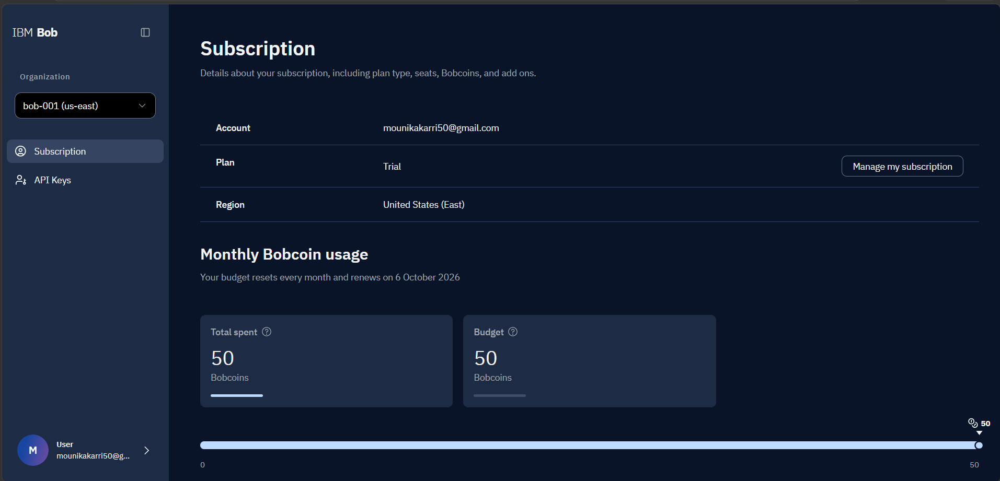 IBM Bob
Organization
bob-001 (us-east)
Subscription
API Keys
M
User
mounikakarri50@g...
Subscription
Details about your subscription, including plan type, seats, Bobcoins, and add ons.
Account
mounikakarri50@gmail.com
Plan
Trial
Manage my subscription
Region
United States (East)
Monthly Bobcoin usage
Your budget resets every month and renews on 6 October 2026
Total spent
50
Bobcoins
Budget
50
Bobcoins
50
0
50